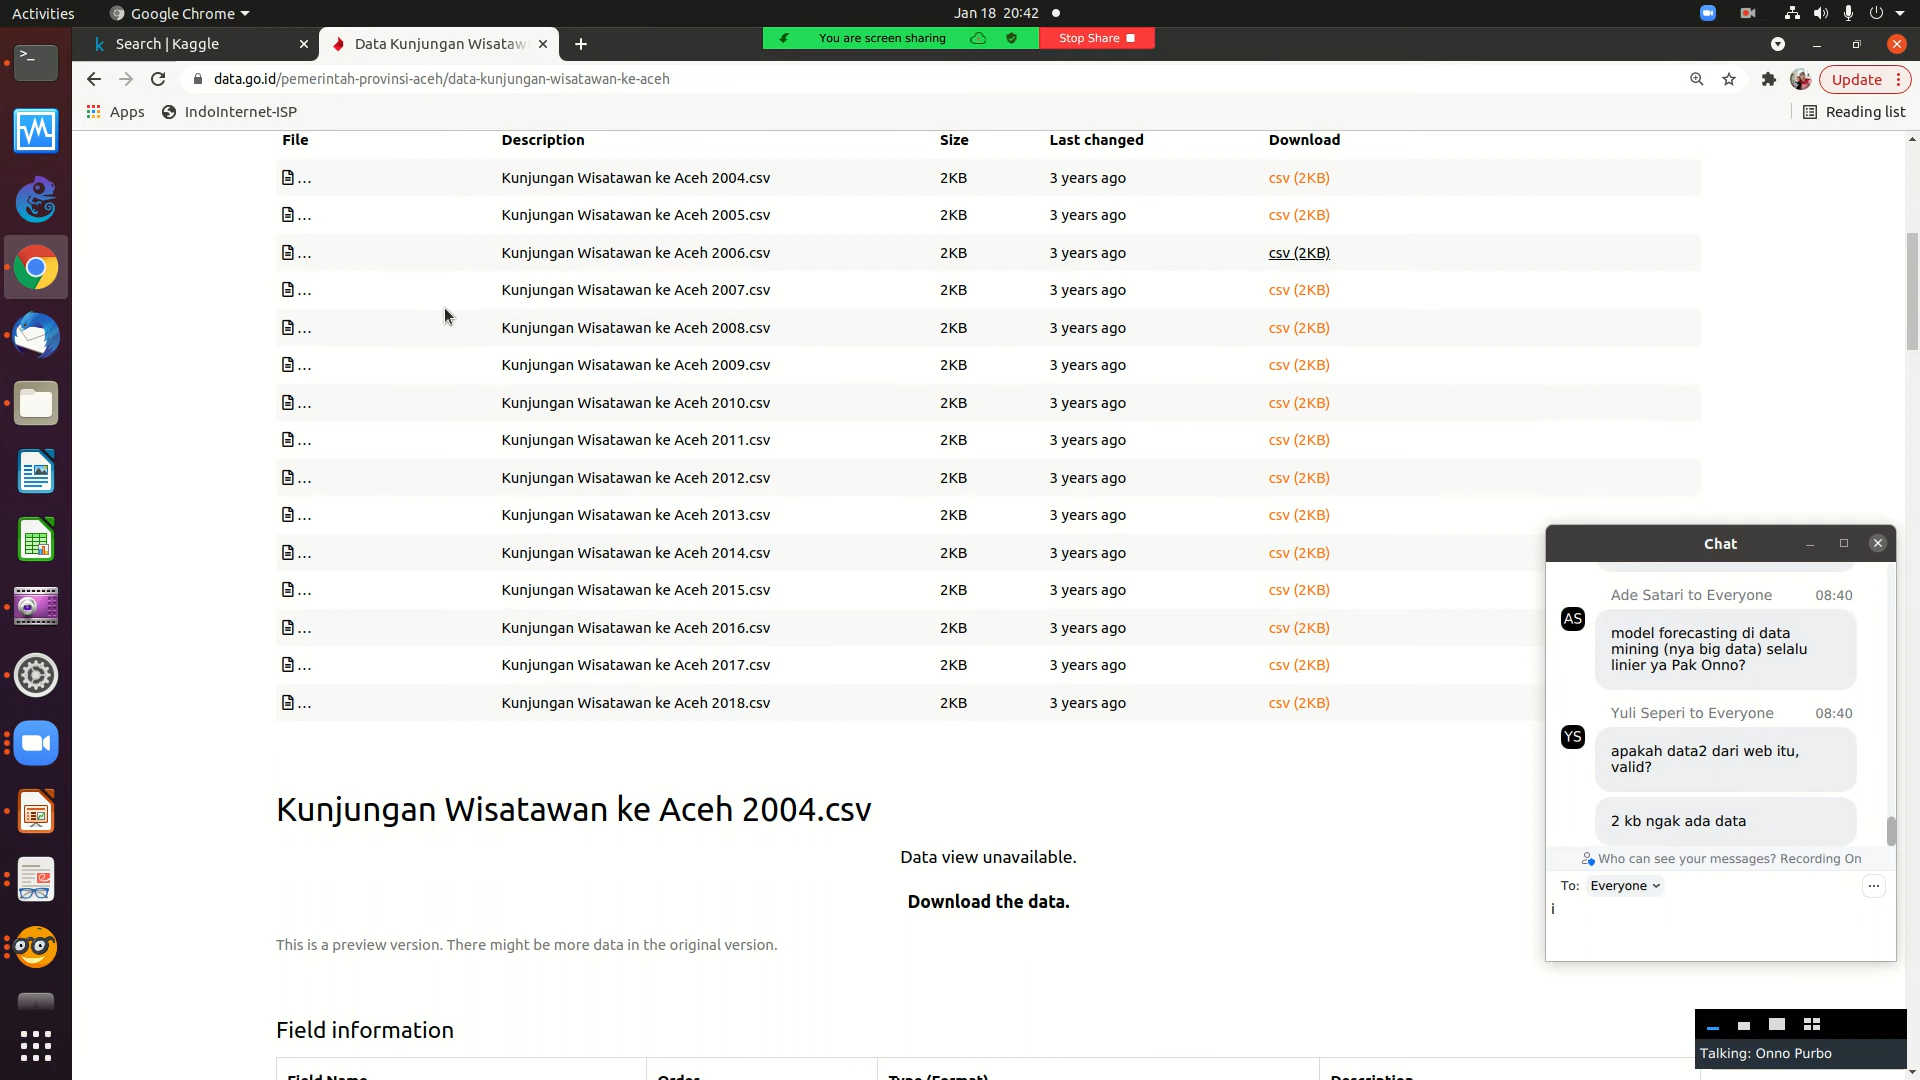 Activities Google Chrome Jan 18 20:42
Search | Kaggle Data Kunjungan Wisataw You are screen sharing Stop Share
data.go.id/pemerintah-provinsi-aceh/data-kunjungan-wisatawan-ke-aceh Update
Apps IndoInternet-ISP Reading list
File Description Size Last changed Download
... Kunjungan Wisatawan ke Aceh 2004.csv 2KB 3 years ago csv (2KB)
... Kunjungan Wisatawan ke Aceh 2005.csv 2KB 3 years ago csv (2KB)
... Kunjungan Wisatawan ke Aceh 2006.csv 2KB 3 years ago csv (2KB)
... Kunjungan Wisatawan ke Aceh 2007.csv 2KB 3 years ago csv (2KB)
... Kunjungan Wisatawan ke Aceh 2008.csv 2KB 3 years ago csv (2KB)
... Kunjungan Wisatawan ke Aceh 2009.csv 2KB 3 years ago csv (2KB)
... Kunjungan Wisatawan ke Aceh 2010.csv 2KB 3 years ago csv (2KB)
... Kunjungan Wisatawan ke Aceh 2011.csv 2KB 3 years ago csv (2KB)
... Kunjungan Wisatawan ke Aceh 2012.csv 2KB 3 years ago csv (2KB)
... Kunjungan Wisatawan ke Aceh 2013.csv 2KB 3 years ago csv (2KB)
... Kunjungan Wisatawan ke Aceh 2014.csv 2KB 3 years ago csv (2KB)
... Kunjungan Wisatawan ke Aceh 2015.csv 2KB 3 years ago csv (2KB)
... Kunjungan Wisatawan ke Aceh 2016.csv 2KB 3 years ago csv (2KB)
... Kunjungan Wisatawan ke Aceh 2017.csv 2KB 3 years ago csv (2KB)
... Kunjungan Wisatawan ke Aceh 2018.csv 2KB 3 years ago csv (2KB)
Kunjungan Wisatawan ke Aceh 2004.csv
Data view unavailable.
Download the data.
This is a preview version. There might be more data in the original version.
Field information
Field Name Order Type (Format) Description
Chat
Ade Satari to Everyone 08:40
AS
model forecasting di data
mining (nya big data) selalu
linier ya Pak Onno?
Yuli Seperi to Everyone 08:40
YS
apakah data2 dari web itu,
valid?
2 kb ngak ada data
Who can see your messages? Recording On
To: Everyone ...
i
Talking: Onno Purbo